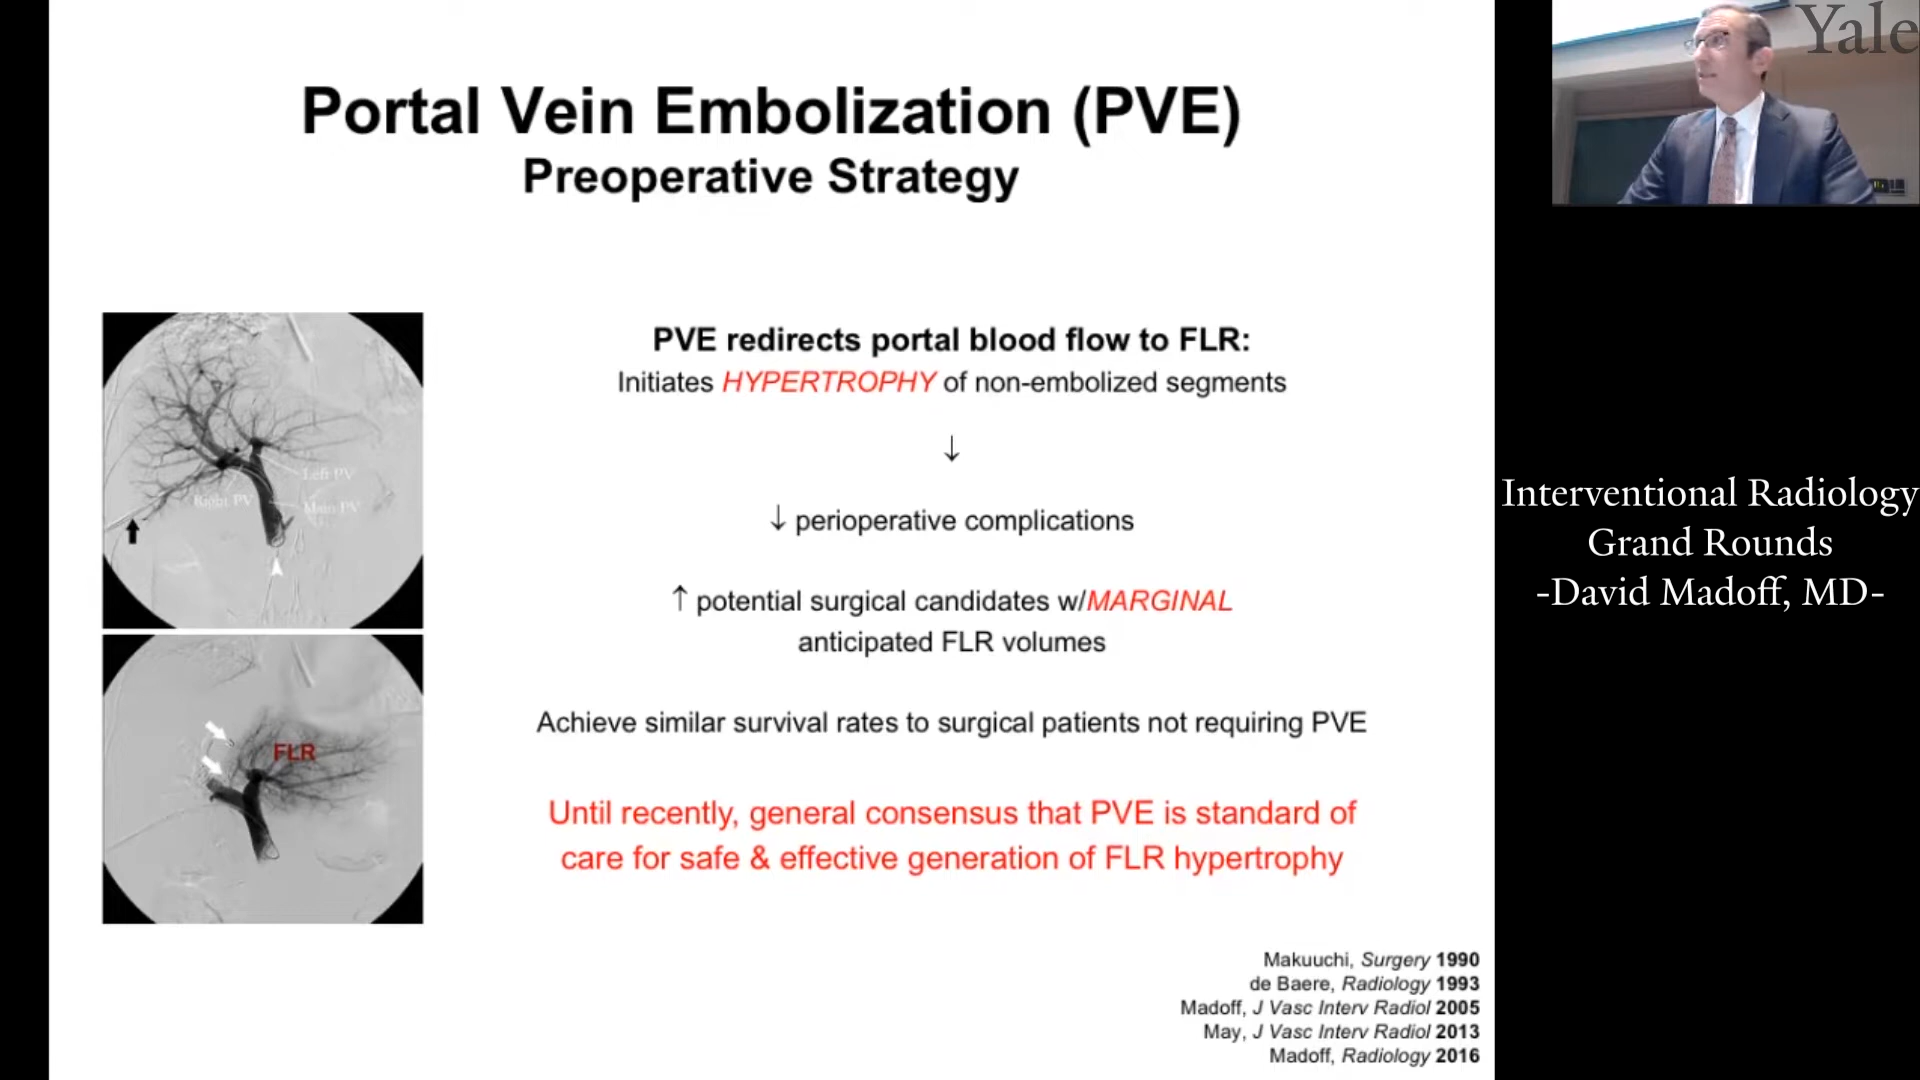 Portal Vein Embolization (PVE)
Preoperative Strategy
PVE redirects portal blood flow to FLR:
Initiates HYPERTROPHY of non-embolized segments
↓
↓ perioperative complications
↑ potential surgical candidates w/MARGINAL
anticipated FLR volumes
Achieve similar survival rates to surgical patients not requiring PVE
Until recently, general consensus that PVE is standard of
care for safe & effective generation of FLR hypertrophy
Left PV
Right PV
Main PV
FLR
Makuuchi, Surgery 1990
de Baere, Radiology 1993
Madoff, J Vasc Interv Radiol 2005
May, J Vasc Interv Radiol 2013
Madoff, Radiology 2016
Yale
Interventional Radiology
Grand Rounds
-David Madoff, MD-